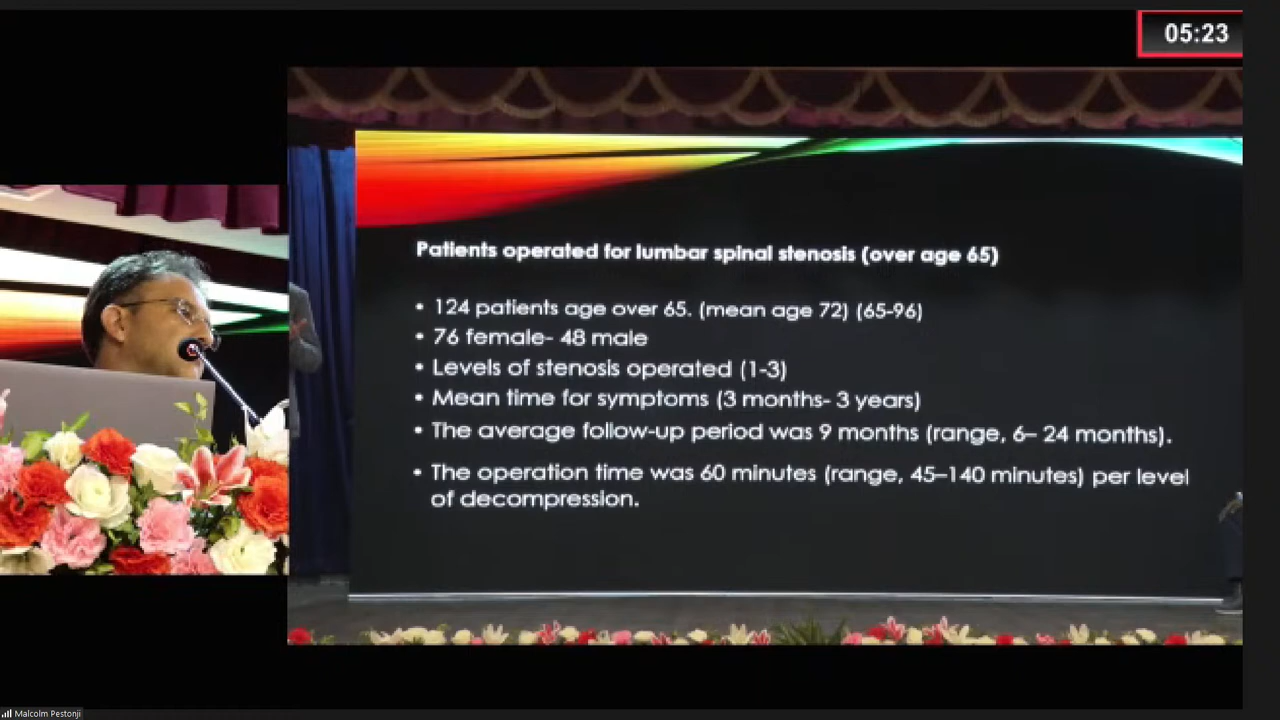 05:23
Patients operated for lumbar spinal stenosis (over age 65)
• 124 patients age over 65. (mean age 72) (65-96)
• 76 female- 48 male
• Levels of stenosis operated (1-3)
• Mean time for symptoms (3 months- 3 years)
• The average follow-up period was 9 months (range, 6– 24 months).
• The operation time was 60 minutes (range, 45–140 minutes) per level
of decompression.
Malcolm Pestonji